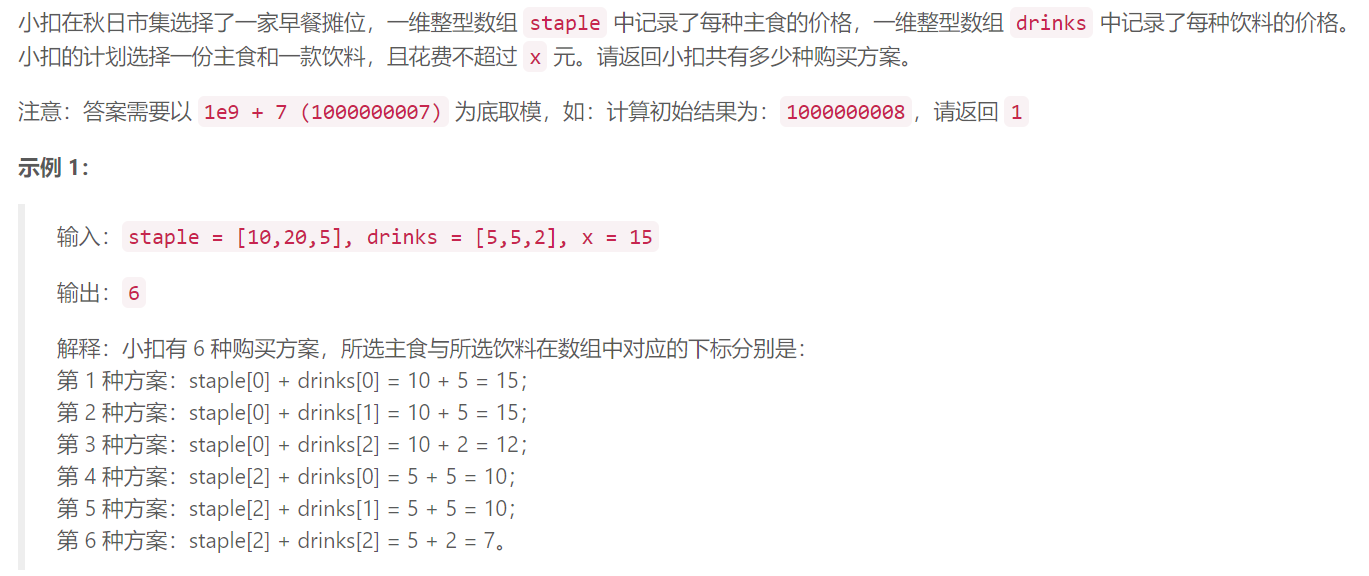 小扣在秋日市集选择了一家早餐摊位，一维整型数组 staple 中记录了每种主食的价格，一维整型数组 drinks 中记录了每种饮料的价格。
小扣的计划选择一份主食和一款饮料，且花费不超过 x 元。请返回小扣共有多少种购买方案。
注意：答案需要以 1e9 + 7 (1000000007) 为底取模，如：计算初始结果为：1000000008，请返回 1
示例 1：
输入：staple = [10,20,5], drinks = [5,5,2], x = 15
输出：6
解释：小扣有 6 种购买方案，所选主食与所选饮料在数组中对应的下标分别是：
第 1 种方案：staple[0] + drinks[0] = 10 + 5 = 15；
第 2 种方案：staple[0] + drinks[1] = 10 + 5 = 15；
第 3 种方案：staple[0] + drinks[2] = 10 + 2 = 12；
第 4 种方案：staple[2] + drinks[0] = 5 + 5 = 10；
第 5 种方案：staple[2] + drinks[1] = 5 + 5 = 10；
第 6 种方案：staple[2] + drinks[2] = 5 + 2 = 7。